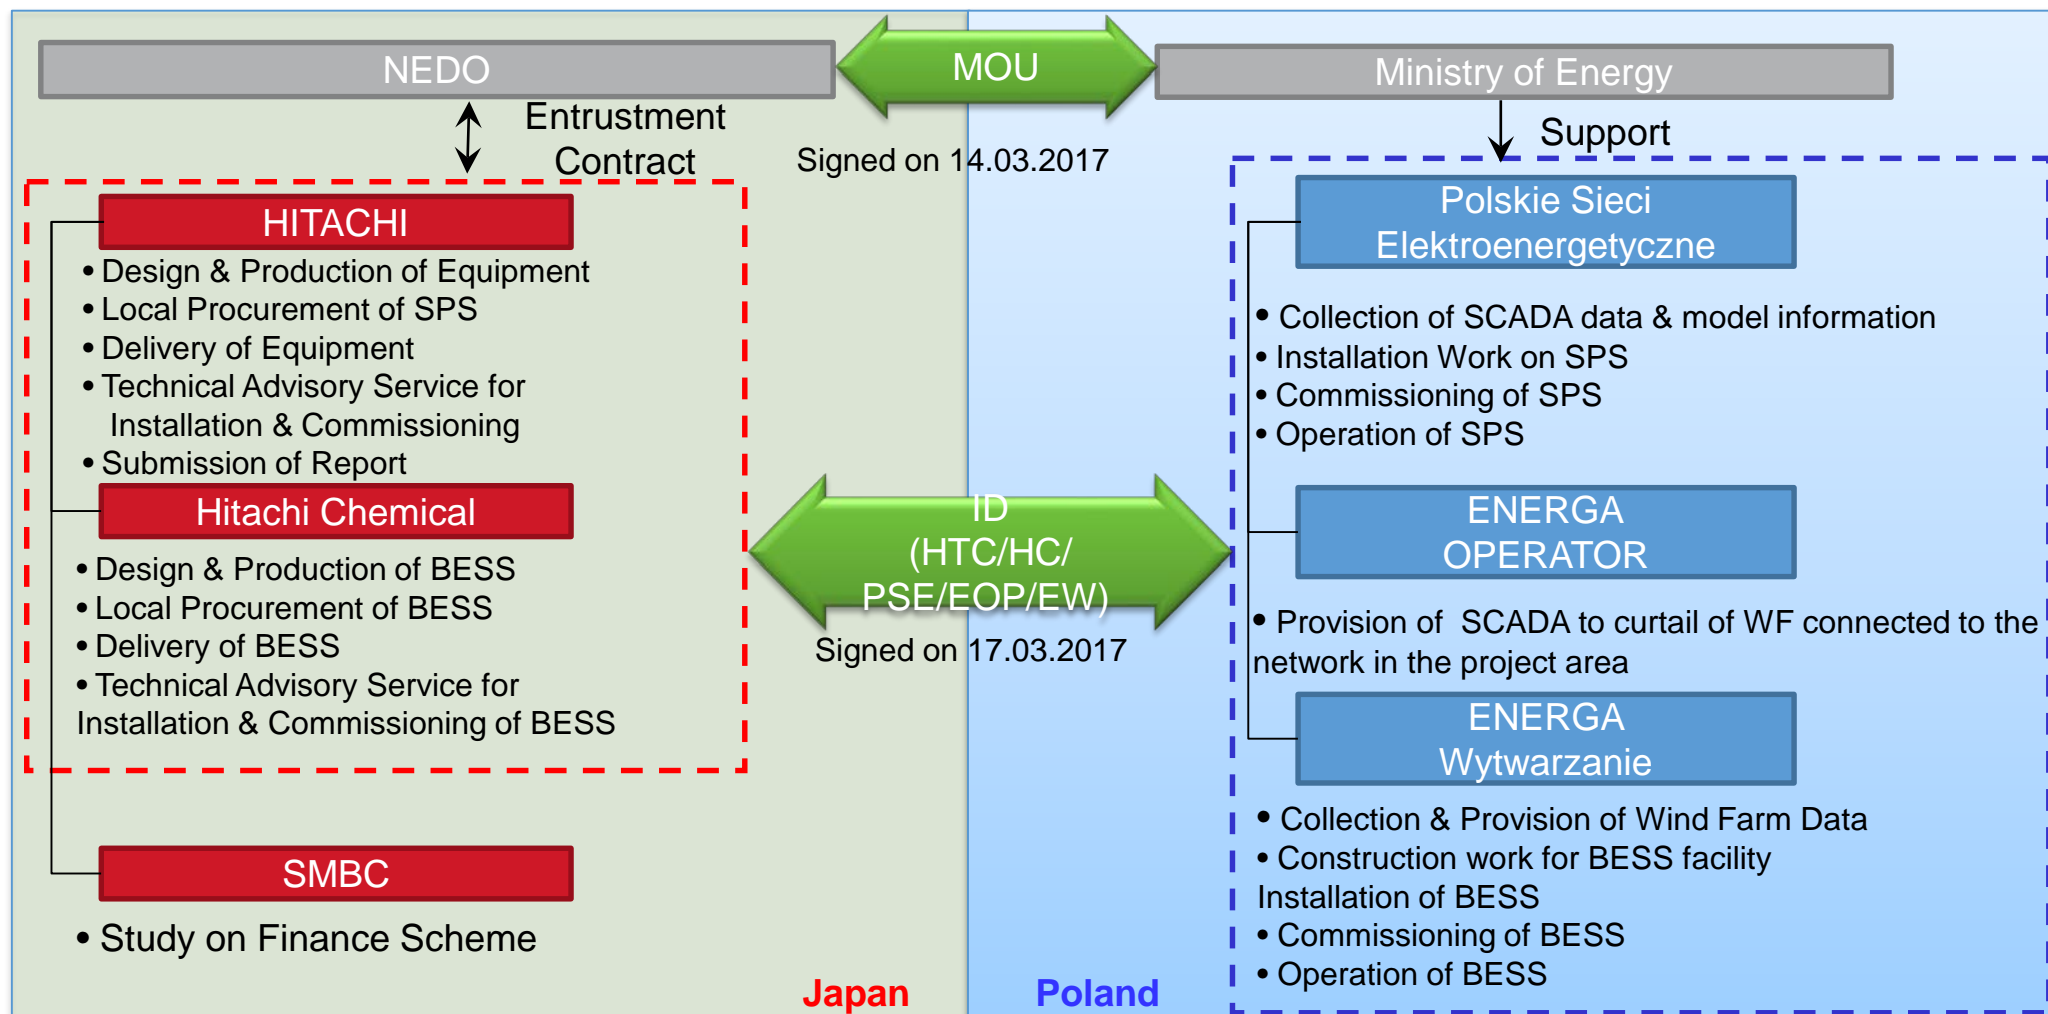 NEDO
MOU
Ministry of Energy
Entrustment
Contract
Signed on 14.03.2017
Support
HITACHI
• Design & Production of Equipment
• Local Procurement of SPS
• Delivery of Equipment
• Technical Advisory Service for
Installation & Commissioning
• Submission of Report
Hitachi Chemical
• Design & Production of BESS
• Local Procurement of BESS
• Delivery of BESS
• Technical Advisory Service for
Installation & Commissioning of BESS
SMBC
• Study on Finance Scheme
ID
(HTC/HC/
PSE/EOP/EW)
Signed on 17.03.2017
Polskie Sieci
Elektroenergetyczne
• Collection of SCADA data & model information
• Installation Work on SPS
• Commissioning of SPS
• Operation of SPS
ENERGA
OPERATOR
• Provision of  SCADA to curtail of WF connected to the
network in the project area
ENERGA
Wytwarzanie
• Collection & Provision of Wind Farm Data
• Construction work for BESS facility
Installation of BESS
• Commissioning of BESS
• Operation of BESS
Japan
Poland